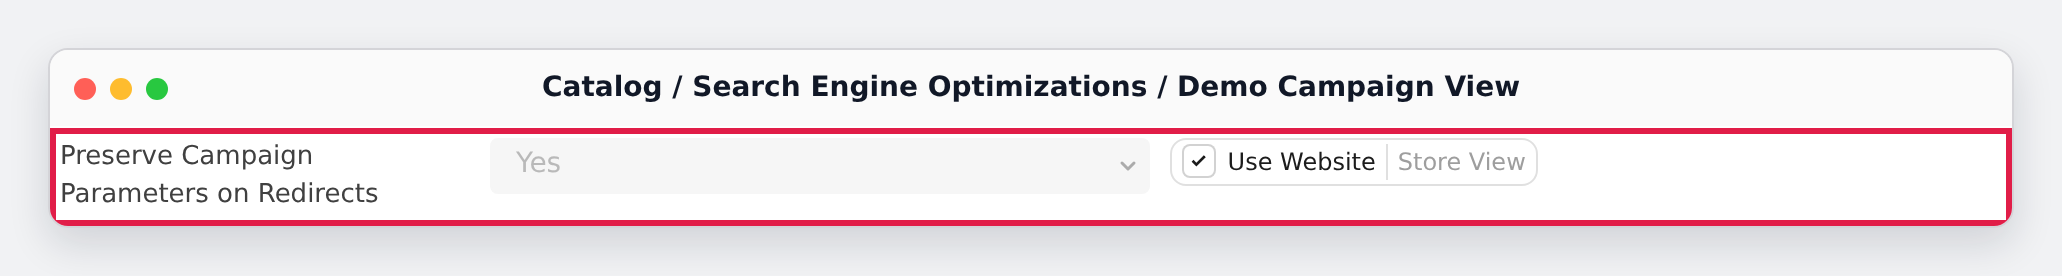 Catalog / Search Engine Optimizations / Demo Campaign View
Preserve Campaign
Parameters on Redirects
Yes
Use Website
Store View